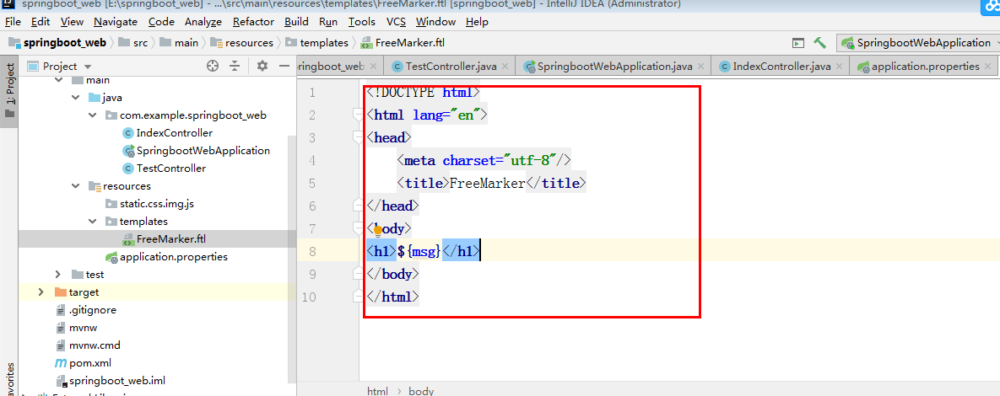 springboot_web [E:\springboot_web] - ...\src\main\resources\templates\FreeMarker.ftl [springboot_web] - IntelliJ IDEA (Administrator)
File Edit View Navigate Code Analyze Refactor Build Run Tools VCS Window Help
springboot_web src main resources templates FreeMarker.ftl SpringbootWebApplication
Project
ringboot_web TestController.java SpringbootWebApplication.java IndexController.java application.properties
1: Project
main
java
com.example.springboot_web
IndexController
SpringbootWebApplication
TestController
resources
static.css.img.js
templates
FreeMarker.ftl
application.properties
test
target
.gitignore
mvnw
mvnw.cmd
pom.xml
springboot_web.iml
1 <!DOCTYPE html>
2 <html lang="en">
3 <head>
4 <meta charset="utf-8"/>
5 <title>FreeMarker</title>
6 </head>
7 <body>
8 <h1>${msg}</h1>
9 </body>
10 </html>
html › body